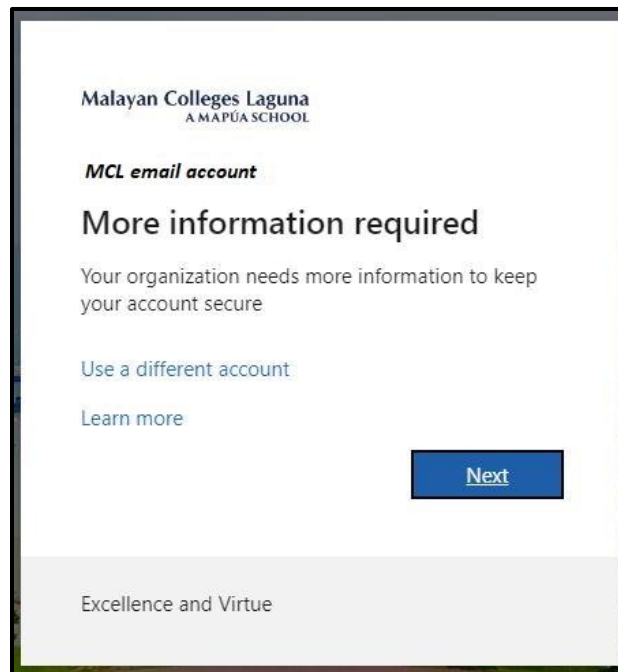 Malayan Colleges Laguna
A MAPÚA SCHOOL
MCL email account
More information required
Your organization needs more information to keep
your account secure
Use a different account
Learn more
Next
Excellence and Virtue